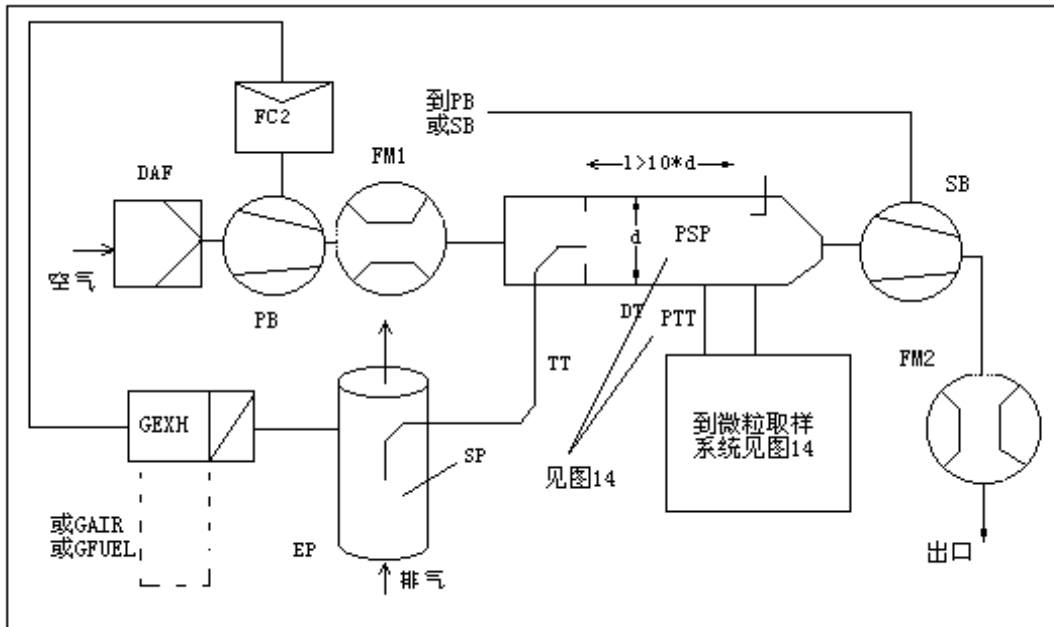 到PB
或SB
FC2
FM1
DAF
l>10*d
SB
d
PSP
空气
PB
DT
PTT
TT
FM2
GEXH
到微粒取样
系统见图14
SP
见图14
或GAIR
或GFUEL
EP
出口
排气